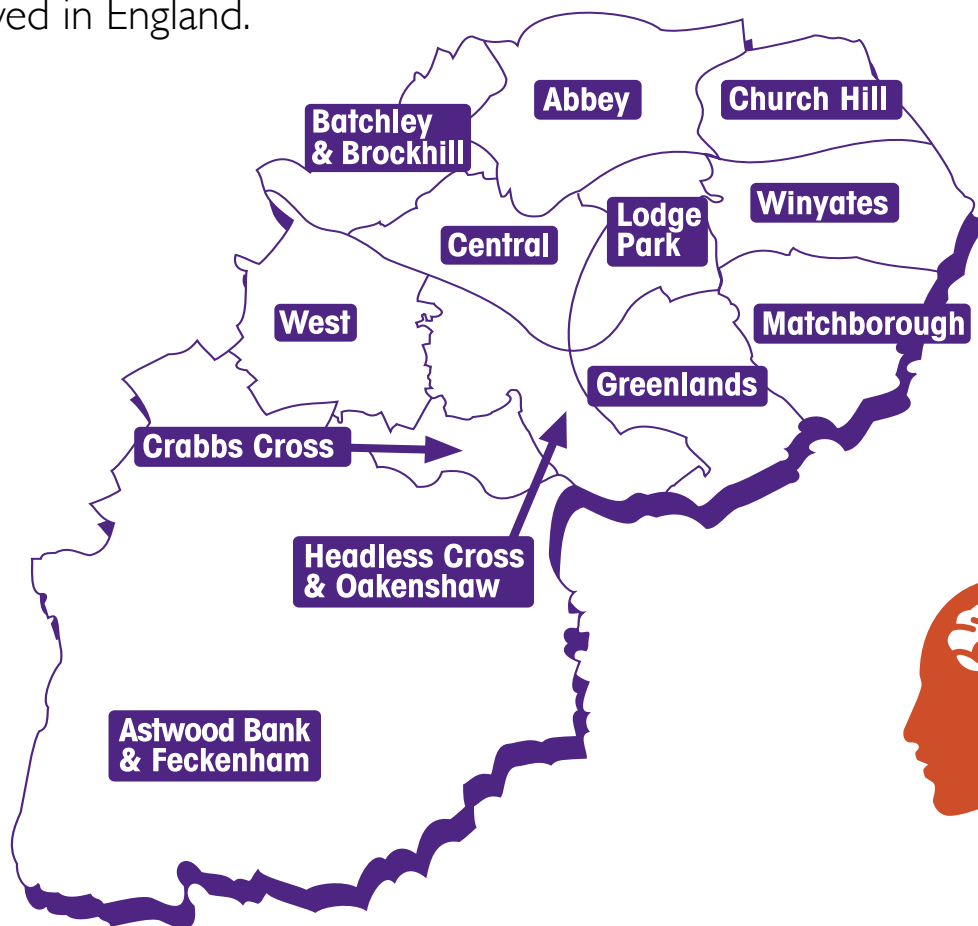 ved in England.
Abbey
Church Hill
Batchley
& Brockhill
Winyates
Lodge
Park
Central
West
Matchborough
Greenlands
Crabbs Cross
Headless Cross
& Oakenshaw
Astwood Bank
& Feckenham